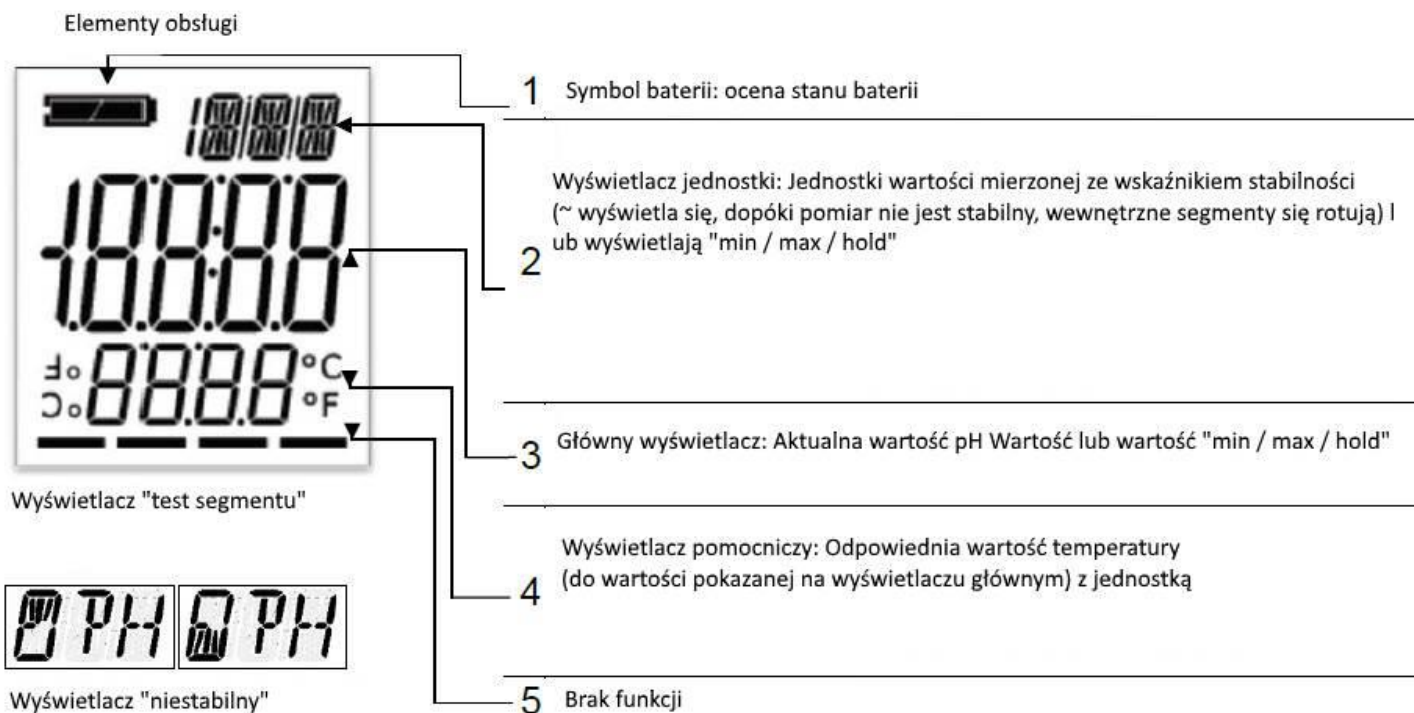 Elementy obsługi
1 Symbol baterii: ocena stanu baterii
Wyświetlacz jednostki: Jednostki wartości mierzonej ze wskaźnikiem stabilności
(~ wyświetla się, dopóki pomiar nie jest stabilny, wewnętrzne segmenty się rotują) l
ub wyświetlają "min / max / hold"
2
18:8:8
°C
°F
3 Główny wyświetlacz: Aktualna wartość pH Wartość lub wartość "min / max / hold"
Wyświetlacz "test segmentu"
Wyświetlacz pomocniczy: Odpowiednia wartość temperatury
(do wartości pokazanej na wyświetlaczu głównym) z jednostką
4
PH PH
Wyświetlacz "niestabilny"
5 Brak funkcji